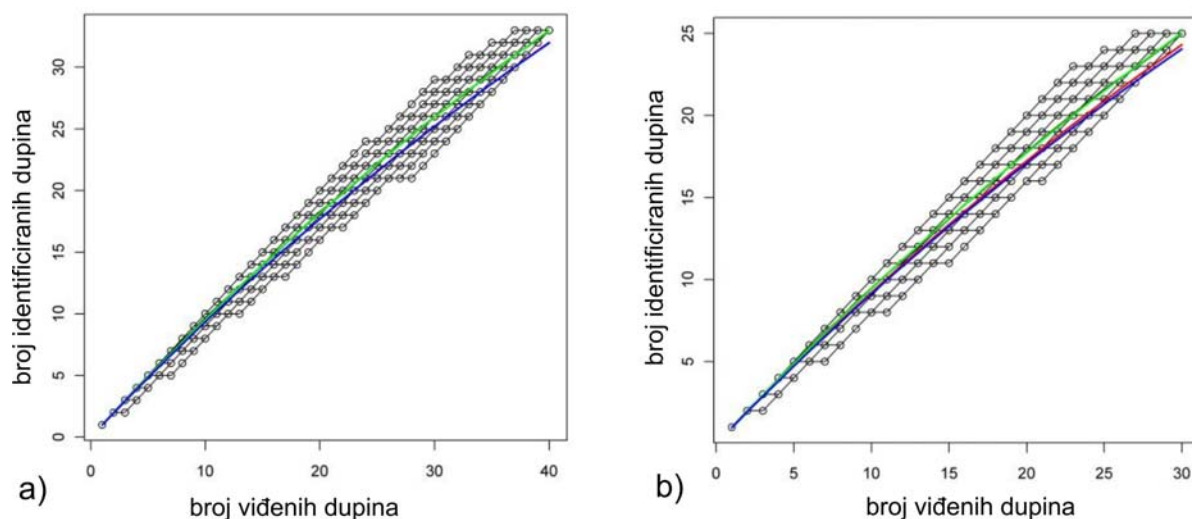 broj identificiranih dupina
30
25
20
15
10
5
0
0 10 20 30 40
broj viđenih dupina
a)
broj identificiranih dupina
25
20
15
10
5
0 5 10 15 20 25 30
broj viđenih dupina
b)